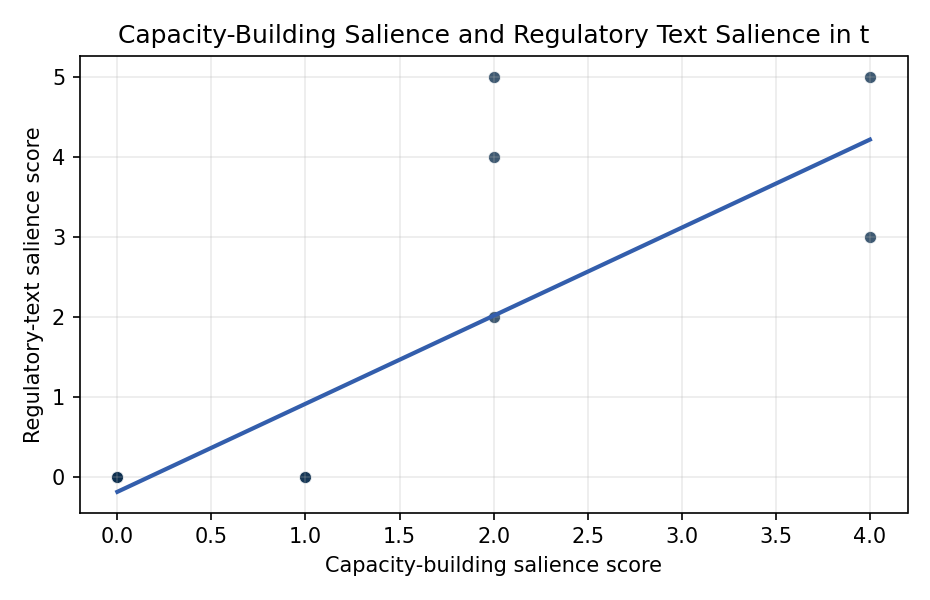 Capacity-Building Salience and Regulatory Text Salience in t
Regulatory-text salience score
5
4
3
2
1
0
0.0 0.5 1.0 1.5 2.0 2.5 3.0 3.5 4.0
Capacity-building salience score